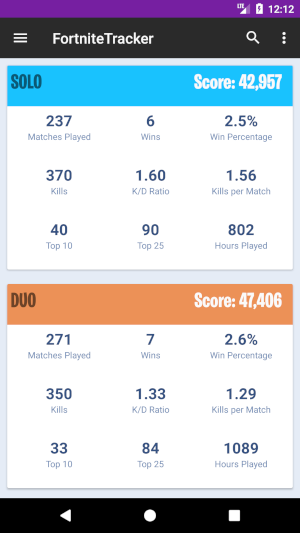 12:12
FortniteTracker
SOLO Score: 42,957
237 6 2.5%
Matches Played Wins Win Percentage
370 1.60 1.56
Kills K/D Ratio Kills per Match
40 90 802
Top 10 Top 25 Hours Played
DUO Score: 47,406
271 7 2.6%
Matches Played Wins Win Percentage
350 1.33 1.29
Kills K/D Ratio Kills per Match
33 84 1089
Top 10 Top 25 Hours Played